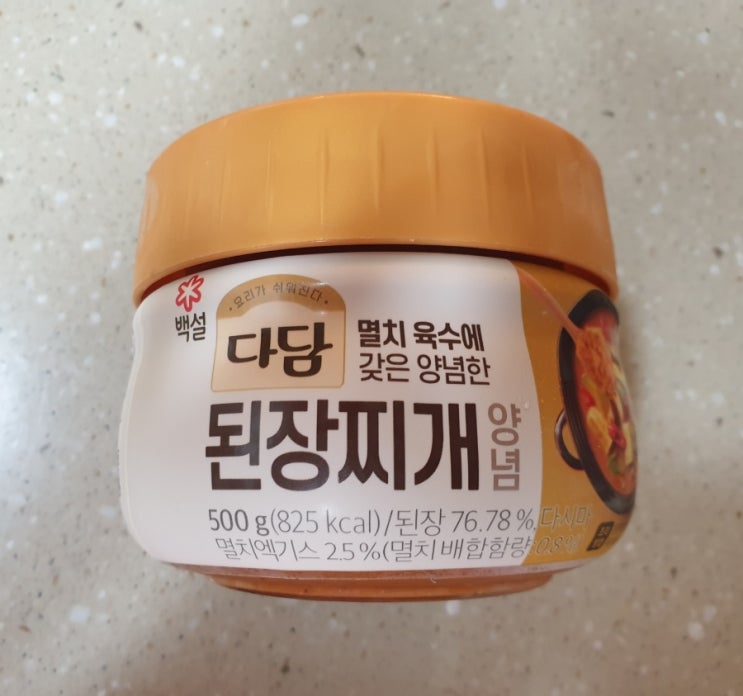 백설
요리가 쉬워진다
다담
멸치 육수에
갖은 양념한
된장찌개 양념
500 g(825 kcal)/된장 76.78 %, 다시마
멸치엑기스 2.5 %(멸치 배합함량 0.8%)